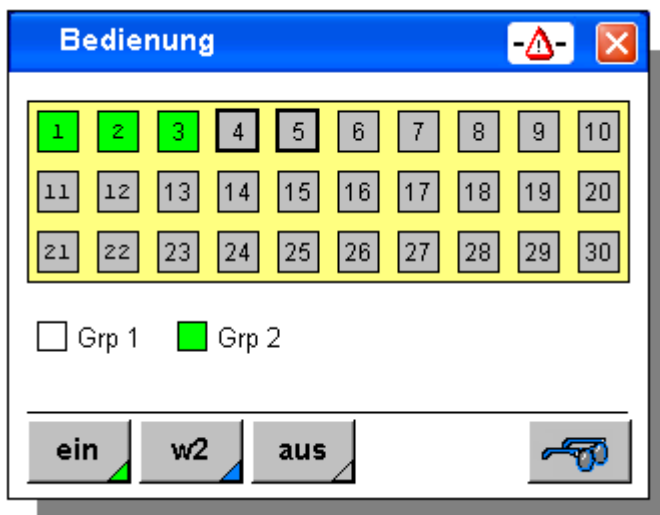 Bedienung
1 2 3 4 5 6 7 8 9 10
11 12 13 14 15 16 17 18 19 20
21 22 23 24 25 26 27 28 29 30
Grp 1 Grp 2
ein w2 aus